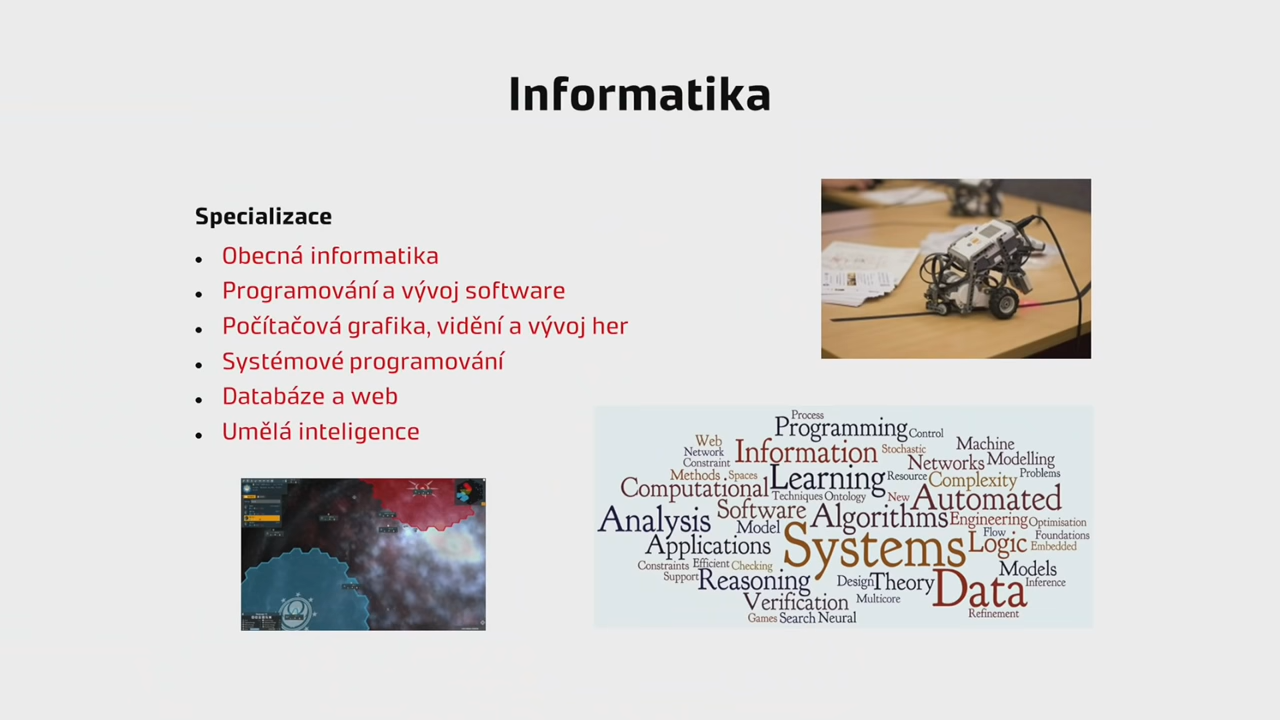 Informatika
Specializace
Obecná informatika
Programování a vývoj software
Počítačová grafika, vidění a vývoj her
Systémové programování
Databáze a web
Umělá inteligence
Process
Programming Control
Web Information Stochastic Machine
Network Networks Modelling
Constraint Learning Resource Problems
Methods Spaces Complexity
Computational Techniques Ontology New Automated
Software Algorithms Engineering Optimisation
Analysis Model Flow Foundations
Applications Systems Logic Embedded
Constraints Efficient Checking Models
Support Reasoning Design Theory Data Inference
Verification Multicore
Refinement
Games Search Neural